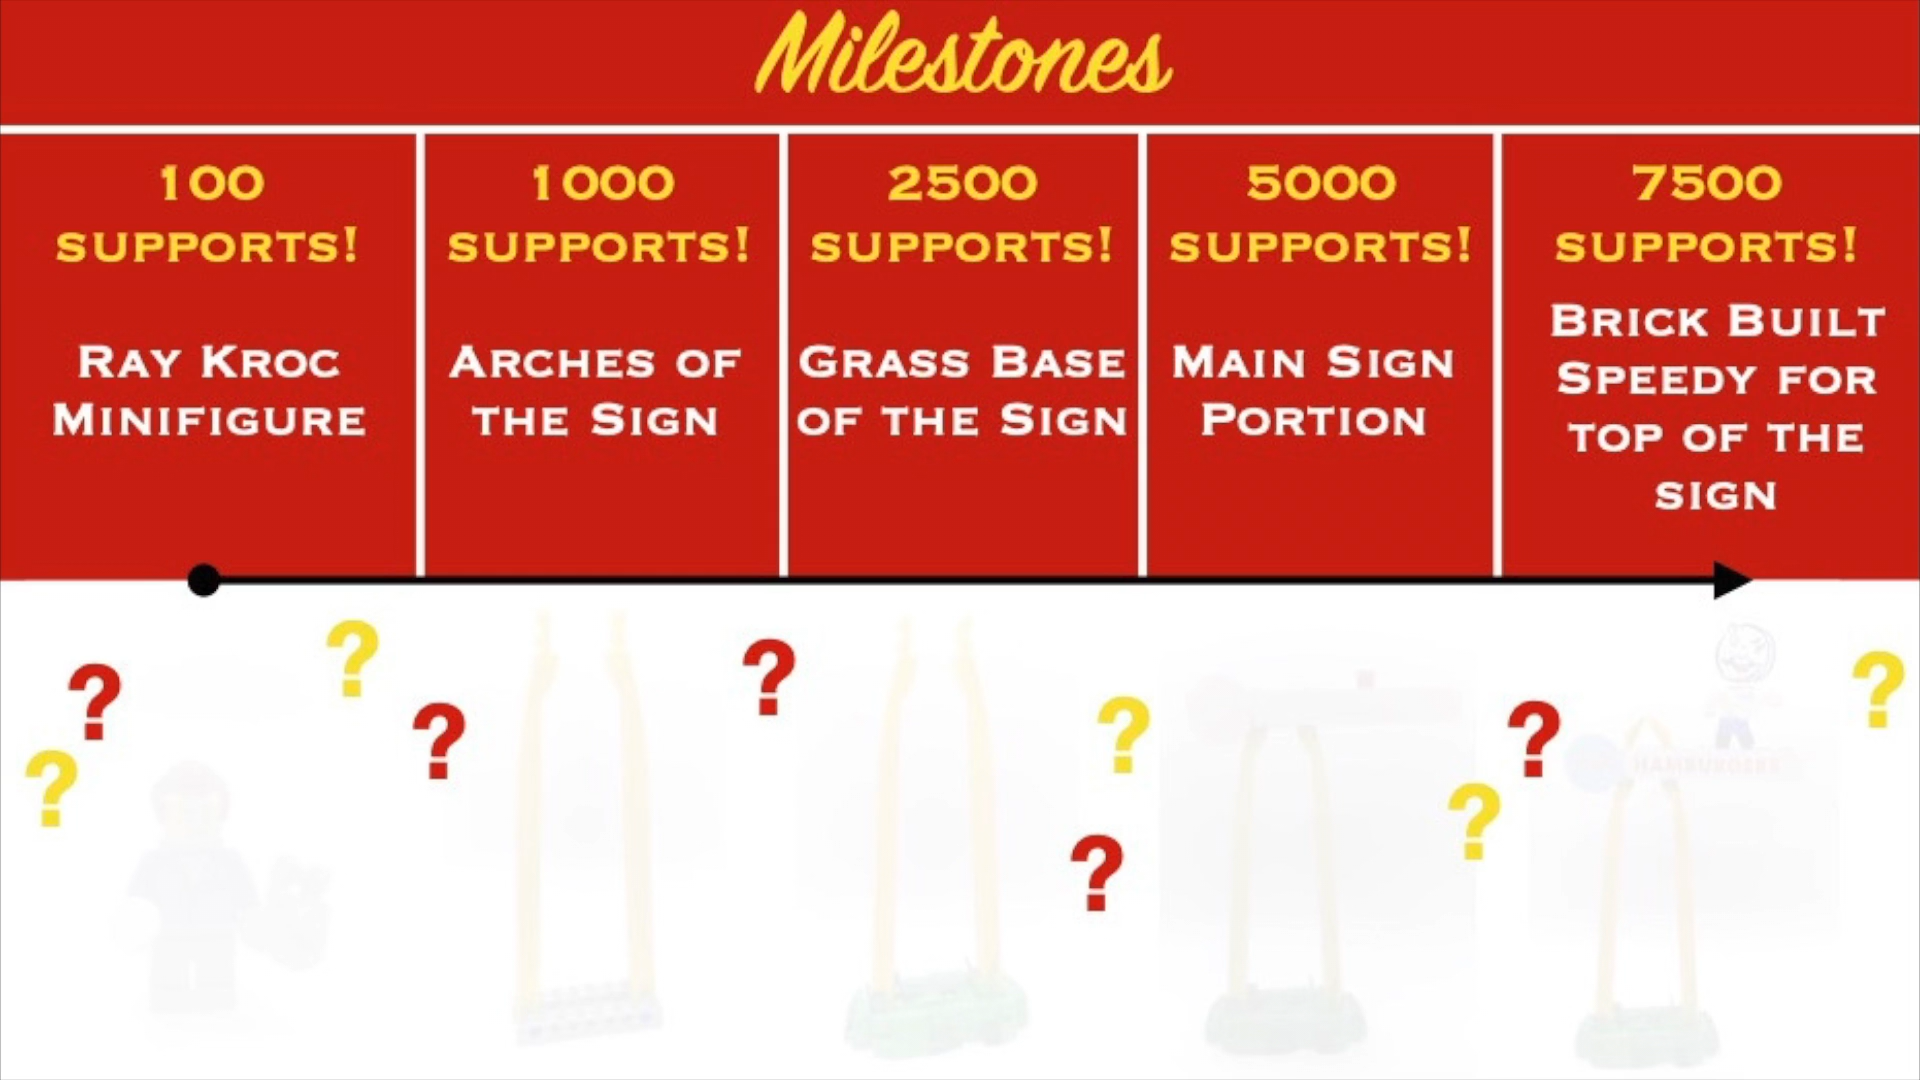 Milestones
100
SUPPORTS!
RAY KROC
MINIFIGURE
1000
SUPPORTS!
ARCHES OF
THE SIGN
2500
SUPPORTS!
GRASS BASE
OF THE SIGN
5000
SUPPORTS!
MAIN SIGN
PORTION
7500
SUPPORTS!
BRICK BUILT
SPEEDY FOR
TOP OF THE
SIGN
?
?
?
?
?
?
?
?
?
?
HAMBURGERS